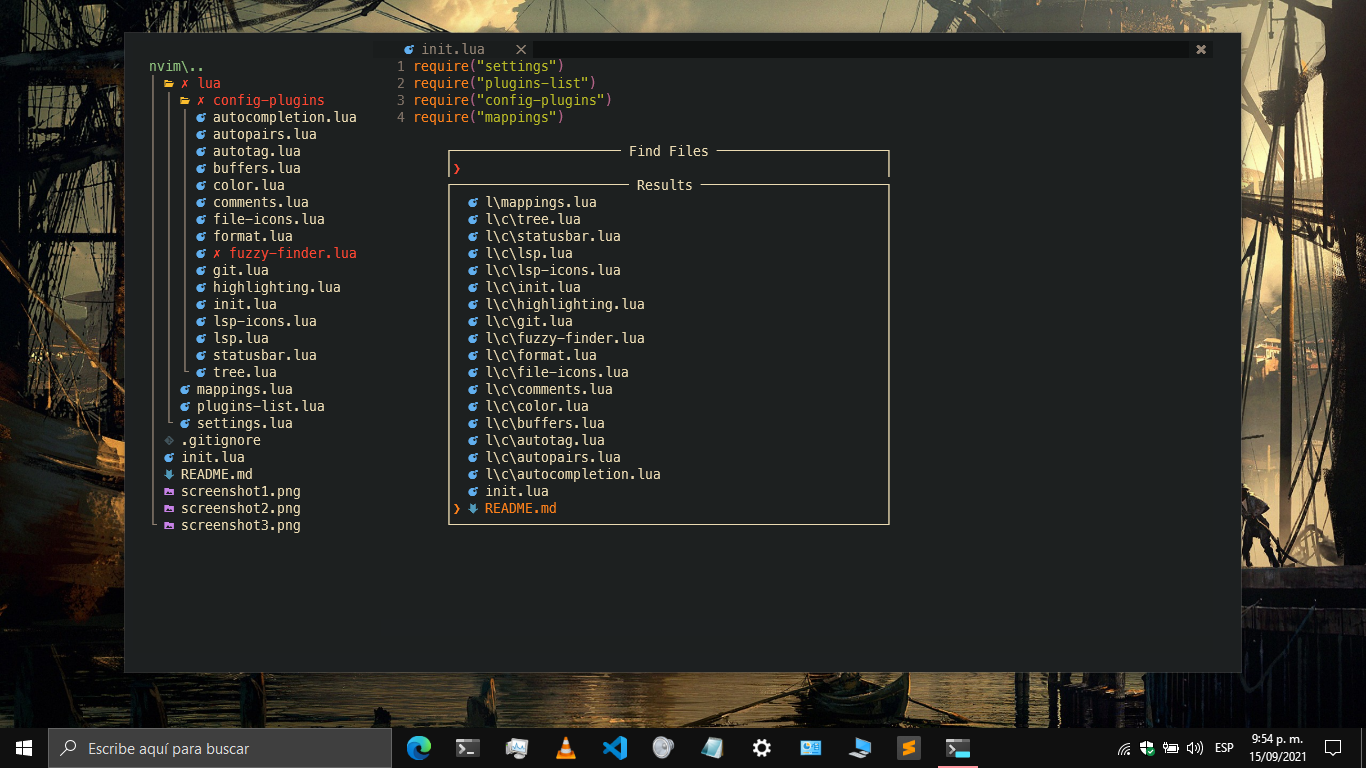 init.lua
nvim\..
lua
config-plugins
autocompletion.lua
autopairs.lua
autotag.lua
buffers.lua
color.lua
comments.lua
file-icons.lua
format.lua
fuzzy-finder.lua
git.lua
highlighting.lua
init.lua
lsp-icons.lua
lsp.lua
statusbar.lua
tree.lua
mappings.lua
plugins-list.lua
settings.lua
.gitignore
init.lua
README.md
screenshot1.png
screenshot2.png
screenshot3.png
1 require("settings")
2 require("plugins-list")
3 require("config-plugins")
4 require("mappings")
Find Files
Results
l\mappings.lua
l\c\tree.lua
l\c\statusbar.lua
l\c\lsp.lua
l\c\lsp-icons.lua
l\c\init.lua
l\c\highlighting.lua
l\c\git.lua
l\c\fuzzy-finder.lua
l\c\format.lua
l\c\file-icons.lua
l\c\comments.lua
l\c\color.lua
l\c\buffers.lua
l\c\autotag.lua
l\c\autopairs.lua
l\c\autocompletion.lua
init.lua
README.md
Escribe aquí para buscar
ESP
9:54 p. m.
15/09/2021